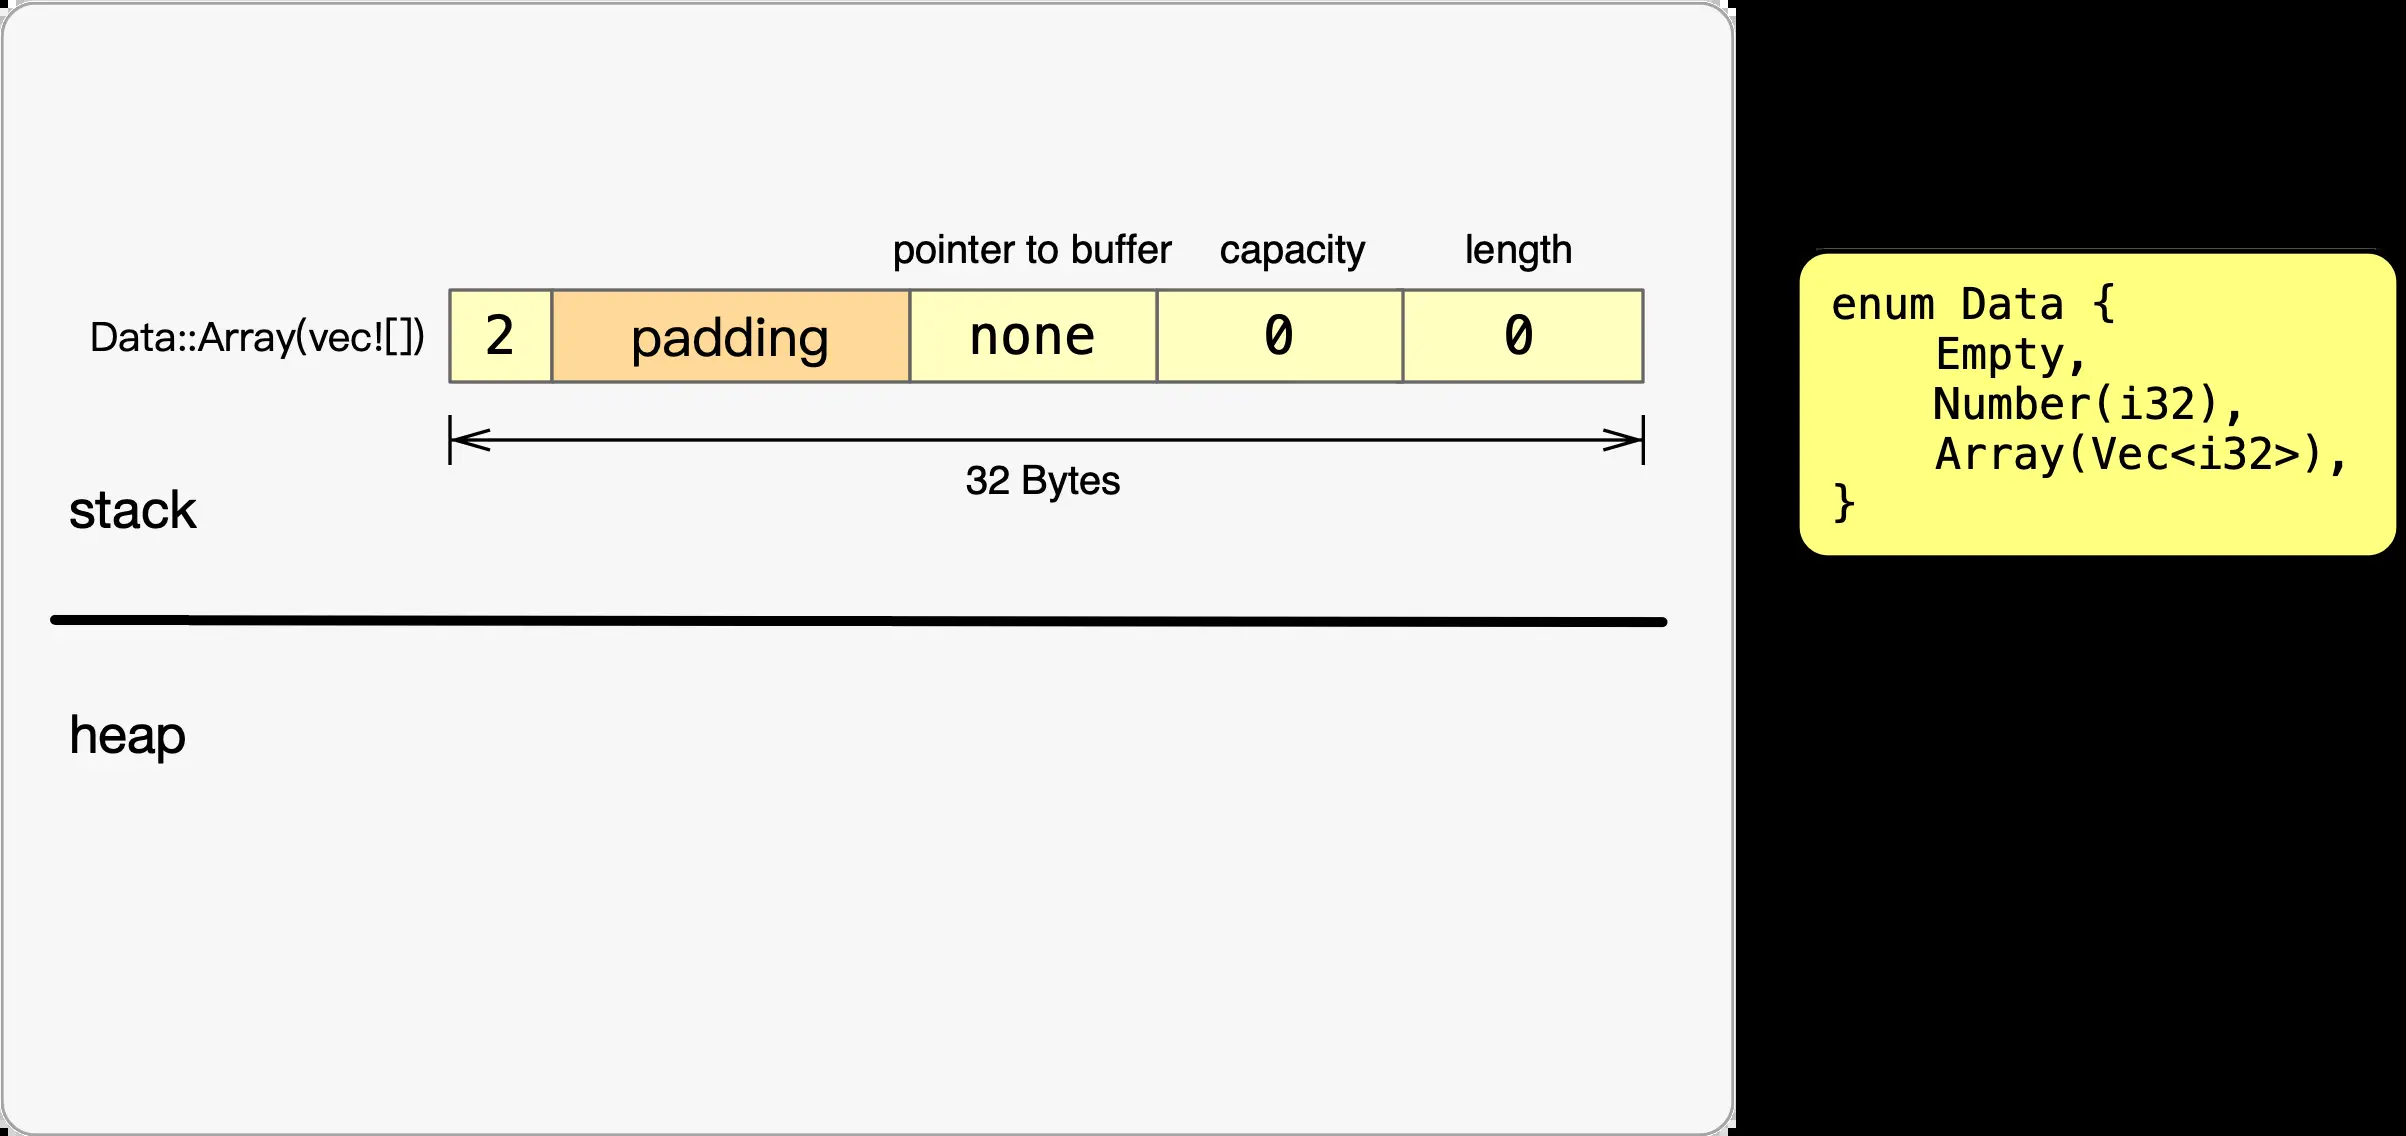 pointer to buffer capacity length
Data::Array(vec![]) 2 padding none 0 0
32 Bytes
stack
heap
enum Data {
    Empty,
    Number(i32),
    Array(Vec<i32>),
}